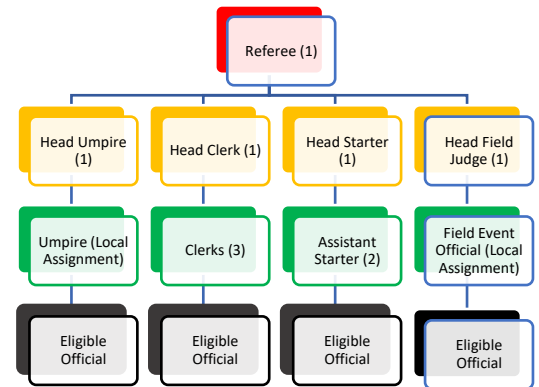 Referee (1)
Head Umpire
(1)
Head Clerk (1)
Head Starter
(1)
Head Field
Judge (1)
Umpire (Local
Assignment)
Clerks (3)
Assistant
Starter (2)
Field Event
Official (Local
Assignment)
Eligible
Official
Eligible
Official
Eligible
Official
Eligible
Official